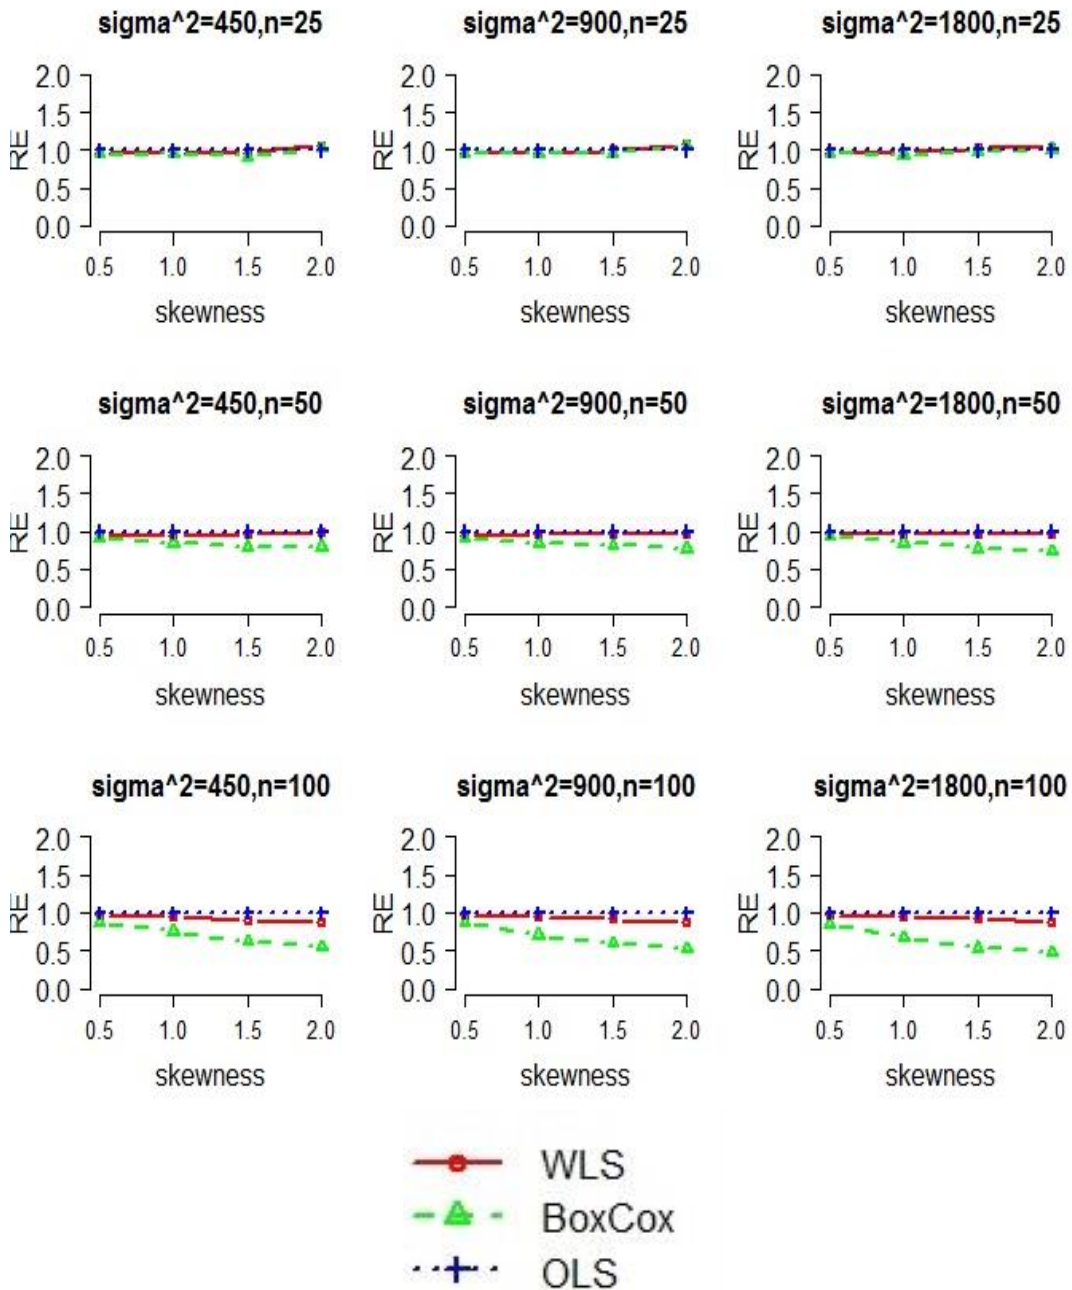 sigma^2=450,n=25
sigma^2=900,n=25
sigma^2=1800,n=25
RE
2.0
1.5
1.0
0.5
0.0
0.5 1.0 1.5 2.0
skewness
RE
2.0
1.5
1.0
0.5
0.0
0.5 1.0 1.5 2.0
skewness
RE
2.0
1.5
1.0
0.5
0.0
0.5 1.0 1.5 2.0
skewness
sigma^2=450,n=50
sigma^2=900,n=50
sigma^2=1800,n=50
RE
2.0
1.5
1.0
0.5
0.0
0.5 1.0 1.5 2.0
skewness
RE
2.0
1.5
1.0
0.5
0.0
0.5 1.0 1.5 2.0
skewness
RE
2.0
1.5
1.0
0.5
0.0
0.5 1.0 1.5 2.0
skewness
sigma^2=450,n=100
sigma^2=900,n=100
sigma^2=1800,n=100
RE
2.0
1.5
1.0
0.5
0.0
0.5 1.0 1.5 2.0
skewness
RE
2.0
1.5
1.0
0.5
0.0
0.5 1.0 1.5 2.0
skewness
RE
2.0
1.5
1.0
0.5
0.0
0.5 1.0 1.5 2.0
skewness
WLS
BoxCox
OLS